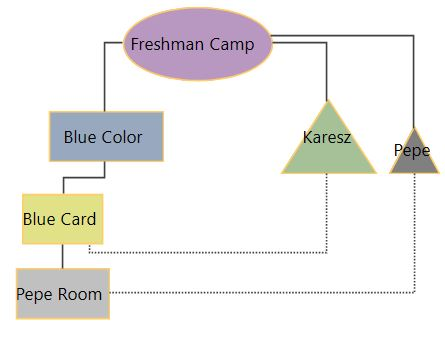 Freshman Camp
Blue Color
Karesz
Pepe
Blue Card
Pepe Room